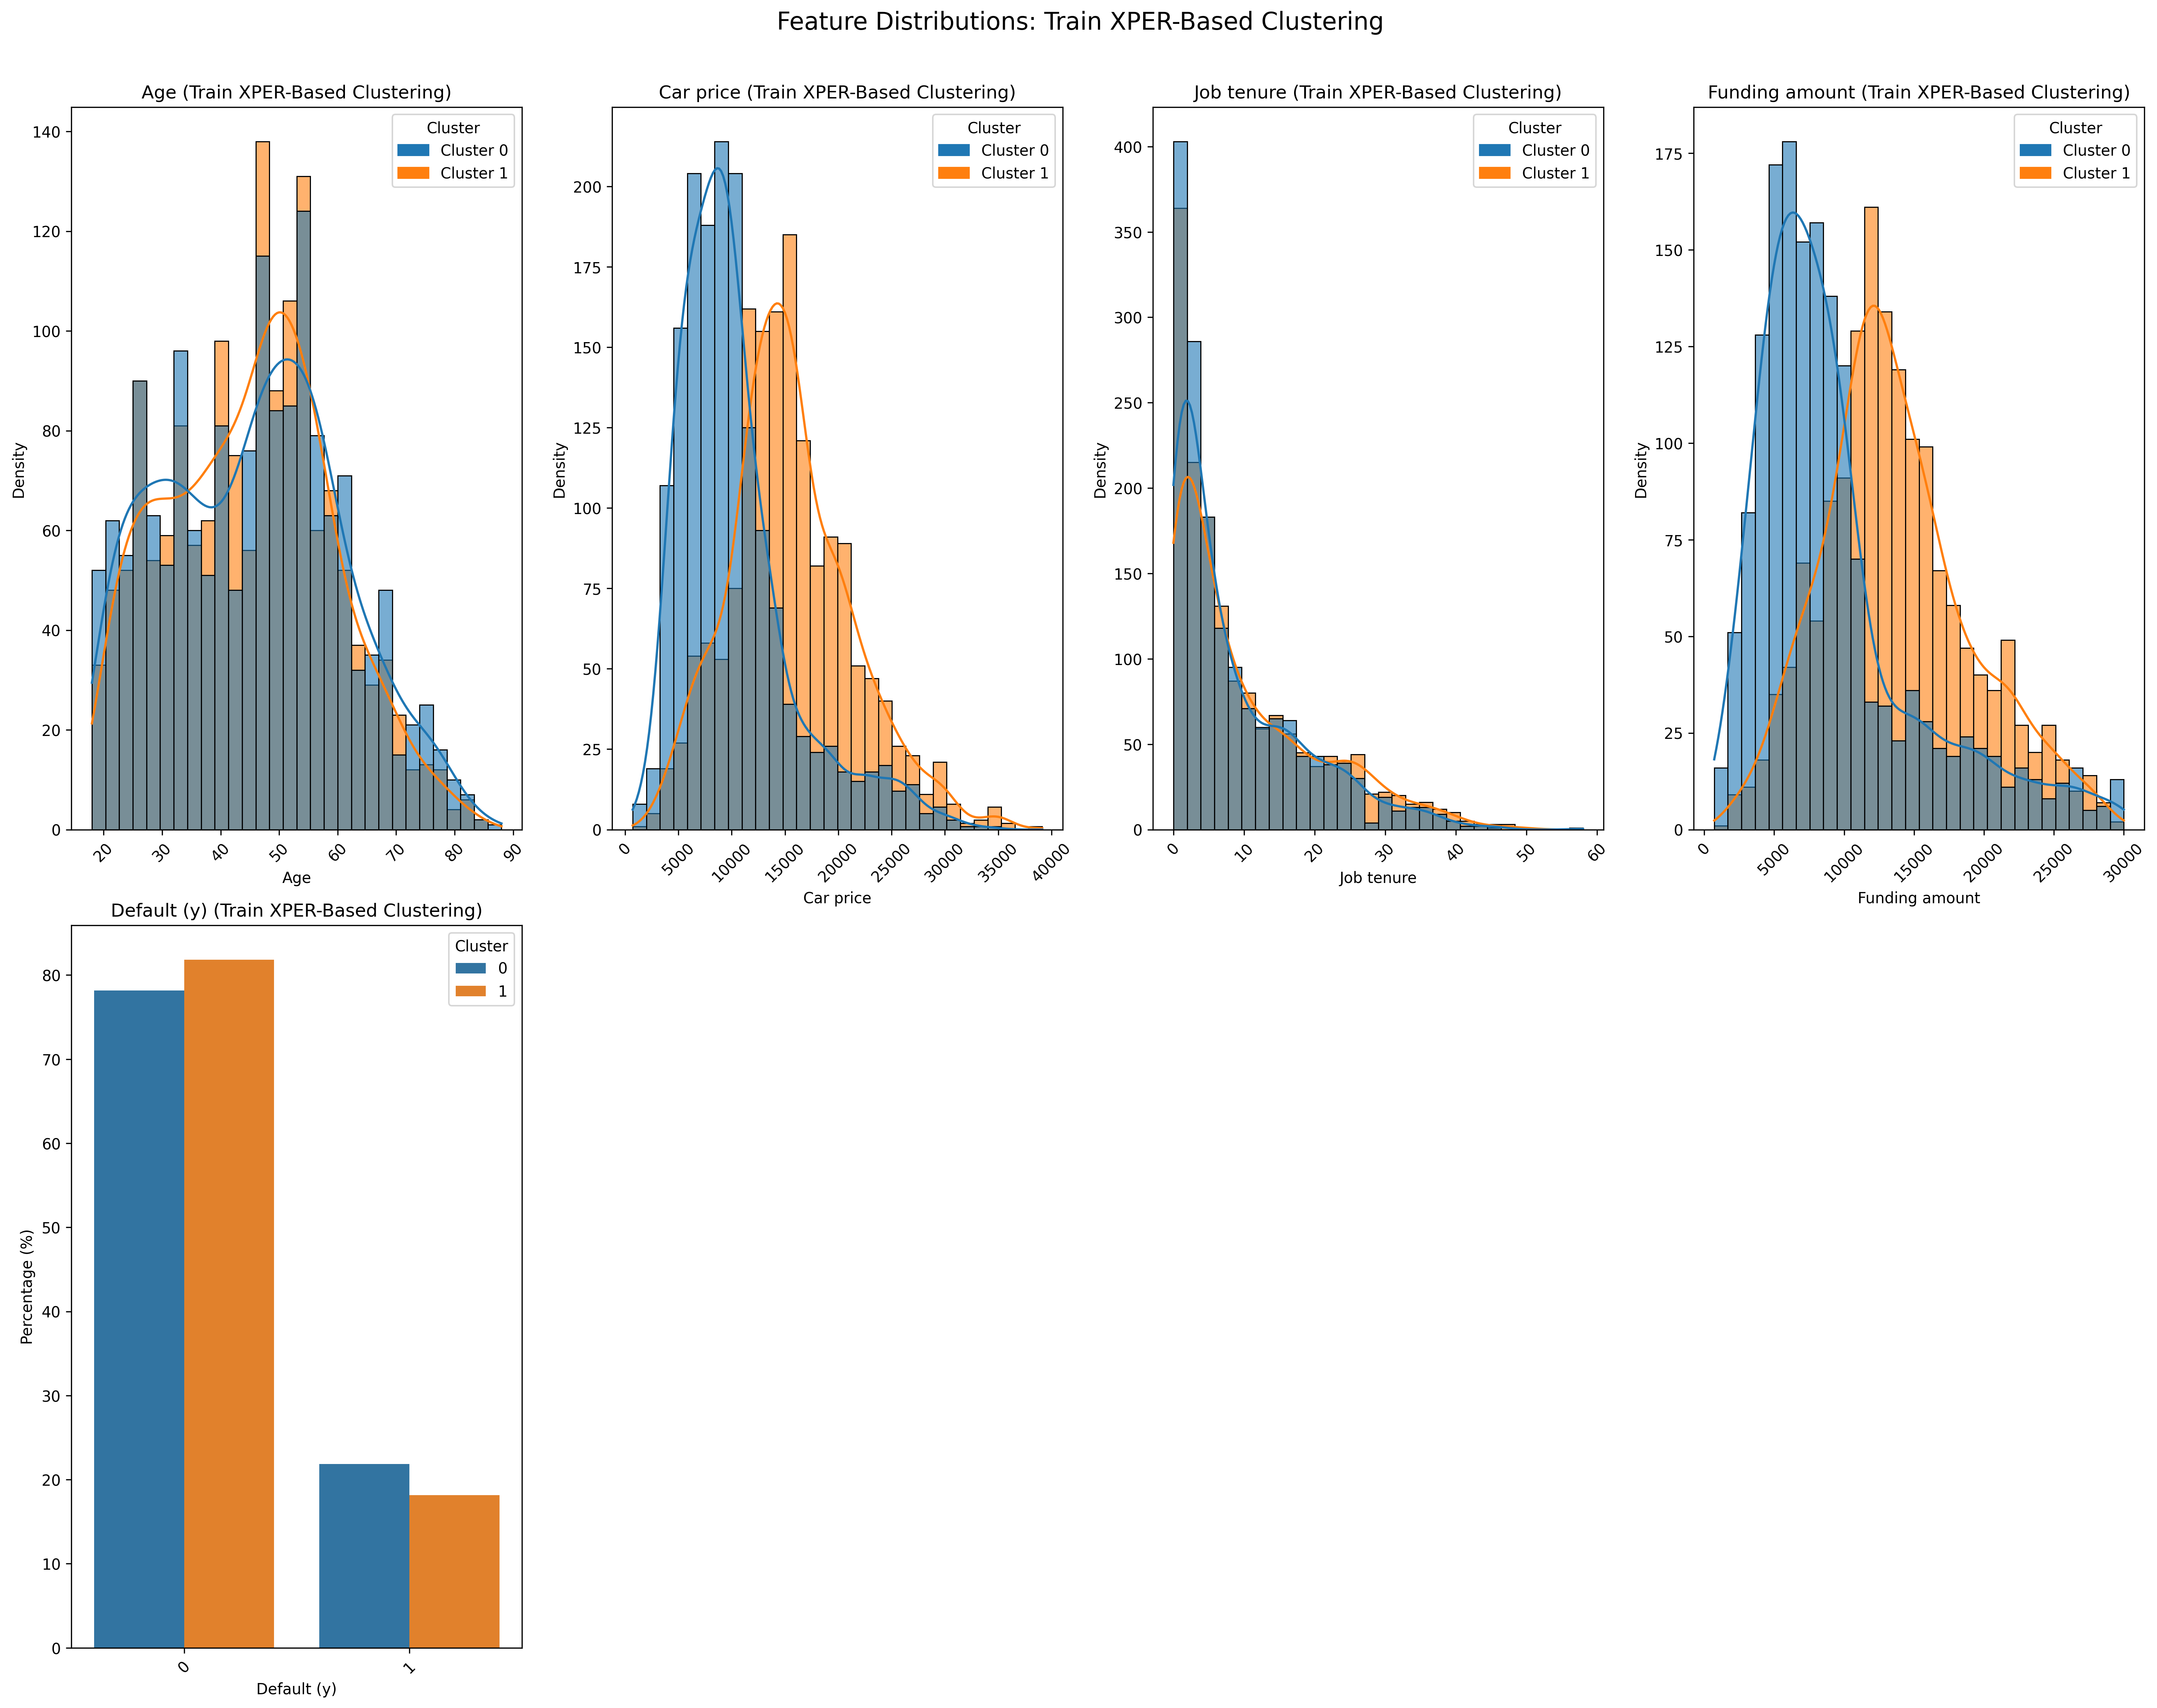 Feature Distributions: Train XPER-Based Clustering
Age (Train XPER-Based Clustering)
Density
140
120
100
80
60
40
20
0
Cluster
Cluster 0
Cluster 1
20 30 40 50 60 70 80 90
Age
Car price (Train XPER-Based Clustering)
Density
200
175
150
125
100
75
50
25
0
Cluster
Cluster 0
Cluster 1
0 5000 10000 15000 20000 25000 30000 35000 40000
Car price
Job tenure (Train XPER-Based Clustering)
Density
400
350
300
250
200
150
100
50
0
Cluster
Cluster 0
Cluster 1
0 10 20 30 40 50 60
Job tenure
Funding amount (Train XPER-Based Clustering)
Density
175
150
125
100
75
50
25
0
Cluster
Cluster 0
Cluster 1
0 5000 10000 15000 20000 25000 30000
Funding amount
Default (y) (Train XPER-Based Clustering)
Percentage (%)
80
70
60
50
40
30
20
10
0
Cluster
0
1
0 1
Default (y)